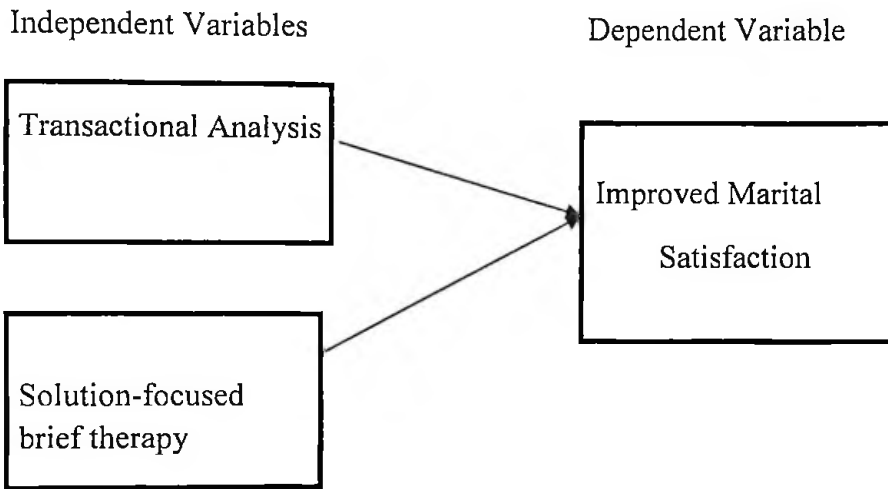 Independent Variables
Dependent Variable
Transactional Analysis
Improved Marital
Satisfaction
Solution-focused
brief therapy